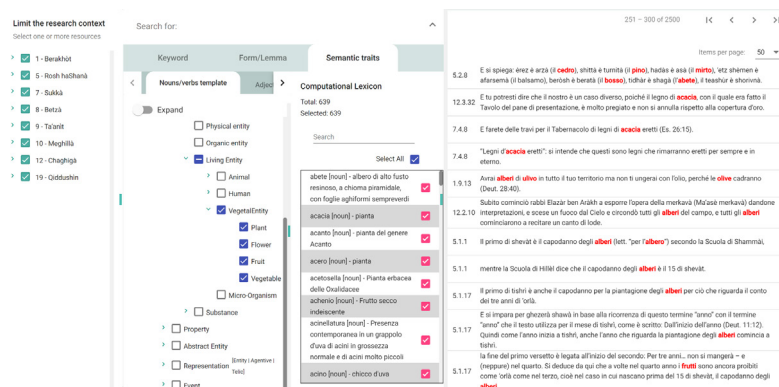 Limit the research context
Select one or more resources
1 - Berakhòt
5 - Rosh haShanà
7 - Sukkà
8 - Betzà
9 - Ta'anìt
10 - Meghillà
12 - Chaghigà
19 - Qiddushin
Search for:
Keyword
Form/Lemma
Semantic traits
Nouns/verbs template
Adject
Expand
Physical entity
Organic entity
Living Entity
Animal
Human
VegetalEntity
Plant
Flower
Fruit
Vegetable
Micro-Organism
Substance
Property
Abstract Entity
Representation
[Entity | Agentive |
Telic]
Event
Computational Lexicon
Total: 639
Selected: 639
Search
Select All
abete [noun] - albero di alto fusto
resinoso, a chioma piramidale,
con foglie aghiformi sempreverdi
acacia [noun] - pianta
acanto [noun] - pianta del genere
Acanto
acero [noun] - pianta
acetosella [noun] - Pianta erbacea
delle Oxalidacee
achenio [noun] - Frutto secco
indeiscente
acinellatura [noun] - Presenza
contemporanea in un grappolo
d'uva di acini in grossezza
normale e di acini molto piccoli
acino [noun] - chicco d'uva
251 – 300 of 2500
Items per page: 50
5.2.8
E si spiega: èrez è arzà (il cedro), shittà è turnità (il pino), hadàs è asà (il mirto), 'etz shèmen è
afarsemà (il balsamo), beròsh è beratà (il bosso), tidhàr è shagà (l'abete), il teashùr è shorivnà.
12.3.32
E tu potresti dire che il nostro è un caso diverso, poiché il legno di acacia, con il quale era fatto il
Tavolo del pane di presentazione, è molto pregiato e non si annulla rispetto alla copertura d'oro.
7.4.8
E farete delle travi per il Tabernacolo di legni di acacia eretti (Es. 26:15).
7.4.8
"Legni d'acacia eretti": si intende che questi sono legni che rimarranno eretti per sempre e in
eterno.
1.9.13
Avrai alberi di ulivo in tutto il tuo territorio ma non ti ungerai con l'olio, perché le olive cadranno
(Deut. 28:40).
12.2.10
Subito cominciò rabbì Elazàr ben Aràkh a esporre l'opera della merkavà (Ma'asè merkavà) dandone
interpretazioni, e scese un fuoco dal Cielo e circondò tutti gli alberi del campo, e tutti gli alberi
cominciarono a recitare un canto di lode.
5.1.1
Il primo di shevàt è il capodanno degli alberi (lett. "per l'albero") secondo la Scuola di Shammài,
5.1.1
mentre la Scuola di Hillèl dice che il capodanno degli alberi è il 15 di shevàt.
5.1.17
Il primo di tishrì è anche il capodanno per la piantagione degli alberi per ciò che riguarda il conto
dei tre anni di 'orlà.
5.1.17
E si impara per ghezerà shawà in base alla ricorrenza di questo termine "anno" con il termine
"anno" che il testo utilizza per il mese di tishrì, come è scritto: Dall'inizio dell'anno (Deut. 11:12).
Quindi come l'anno inizia a tishrì, anche l'anno che riguarda la piantagione degli alberi comincia a
tishrì.
5.1.17
la fine del primo versetto è legata all'inizio del secondo: Per tre anni... non si mangerà – e
(neppure) nel quarto. Si deduce da qui che a volte nel quarto anno i frutti sono ancora proibiti
come 'orlà come nel terzo, cioè nel caso in cui nascano prima del 15 di shevàt, il capodanno degli
alberi